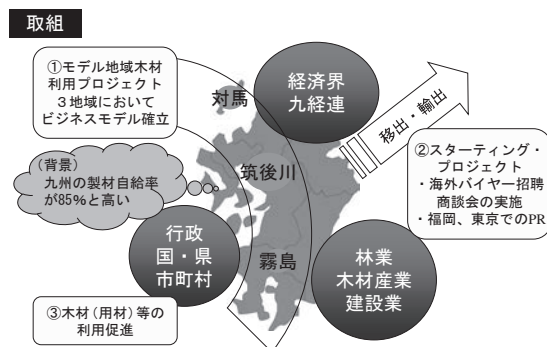 取組
①モデル地域木材
利用プロジェクト
３地域において
ビジネスモデル確立
対馬
経済界
九経連
移出・輸出
(背景)
九州の製材自給率
が85%と高い
筑後川
②スターティング・
プロジェクト
・海外バイヤー招聘
商談会の実施
・福岡、東京でのPR
行政
国・県
市町村
霧島
林業
木材産業
建設業
③木材（用材）等の
利用促進